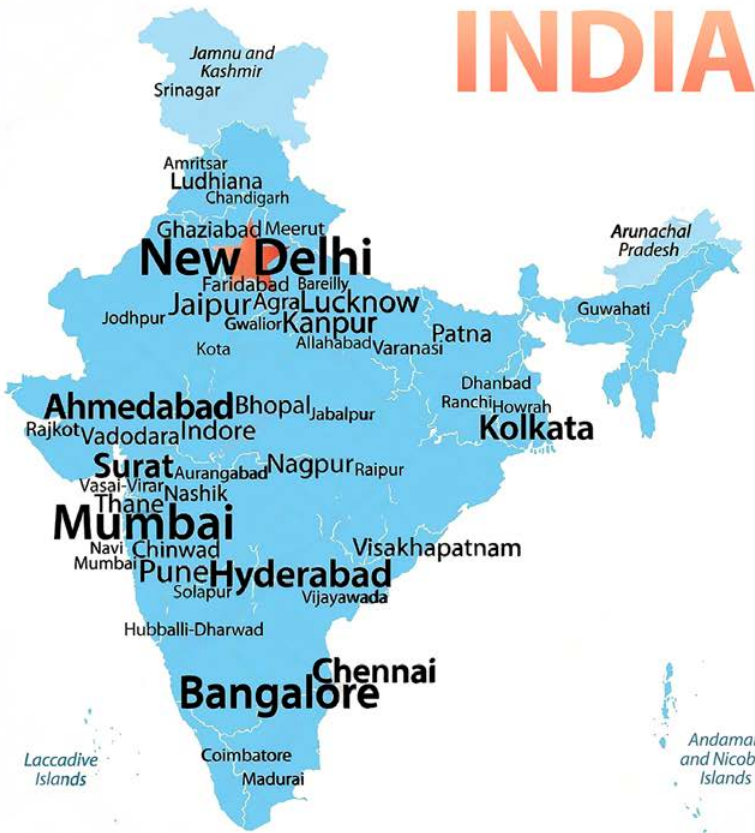 INDIA
Jamnu and
Kashmir
Srinagar
Amritsar
Ludhiana
Chandigarh
Ghaziabad Meerut
Arunachal
Pradesh
New Delhi
Faridabad Bareilly
Jaipur Agra Lucknow
Jodhpur Gwalior Kanpur
Guwahati
Kota Allahabad Varanasi Patna
Dhanbad
Ranchi Howrah
Ahmedabad Bhopal Jabalpur
Kolkata
Rajkot Vadodara Indore
Surat Aurangabad Nagpur Raipur
Vasai-Virar Nashik
Thane
Mumbai
Navi
Mumbai
Chinwad
Visakhapatnam
Pune Hyderabad
Solapur Vijayawada
Hubballi-Dharwad
Chennai
Bangalore
Coimbatore
Madurai
Laccadive
Islands
and
Islands